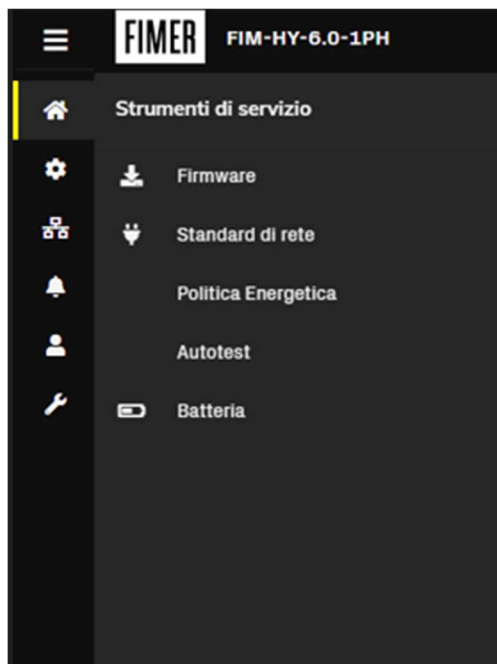 FIMER FIM-HY-6.0-1PH
Strumenti di servizio
Firmware
Standard di rete
Politica Energetica
Autotest
Batteria